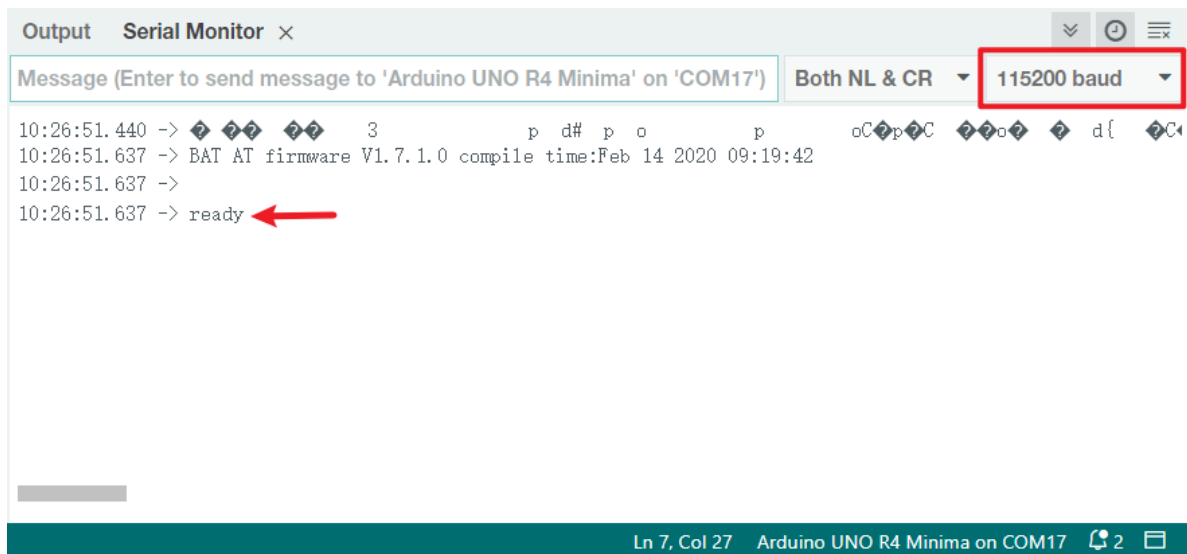 Output Serial Monitor ×
Message (Enter to send message to 'Arduino UNO R4 Minima' on 'COM17') Both NL & CR 115200 baud
10:26:51.440 -> � �� �� 3 p d# p o p oC�p�C ��o� � d{ �C
10:26:51.637 -> BAT AT firmware V1.7.1.0 compile time:Feb 14 2020 09:19:42
10:26:51.637 ->
10:26:51.637 -> ready
Ln 7, Col 27 Arduino UNO R4 Minima on COM17 2